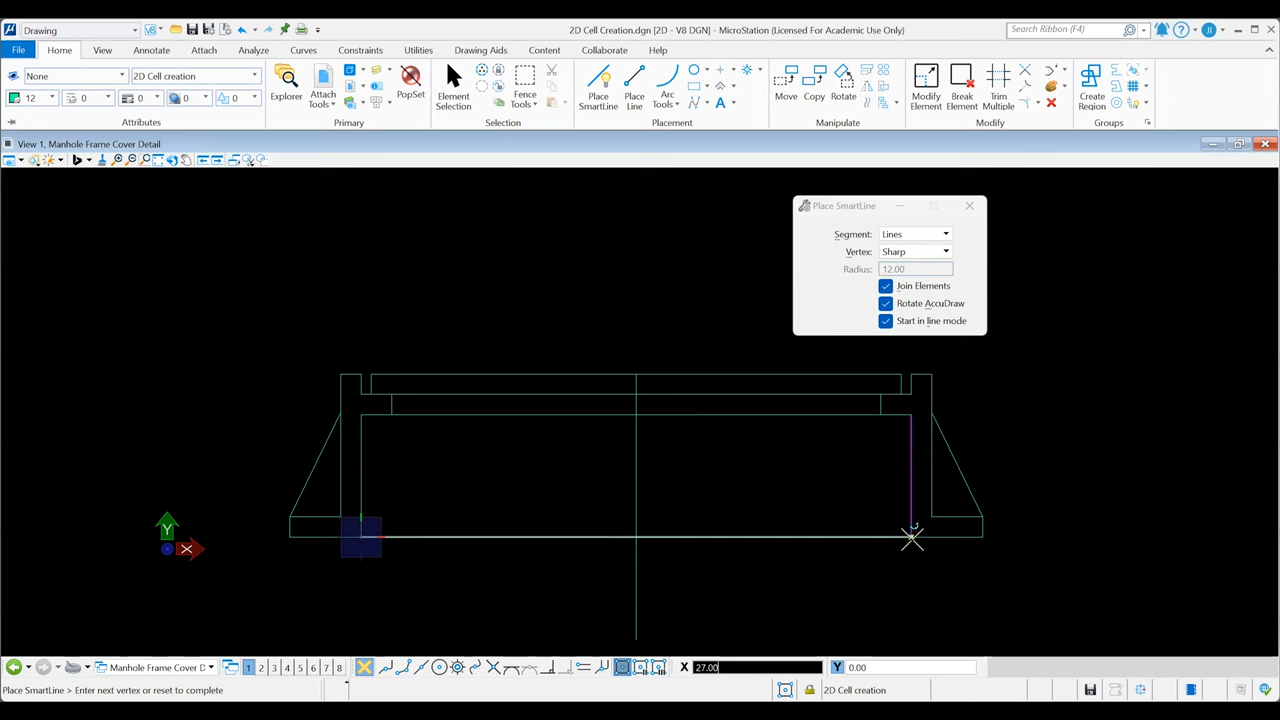 Drawing
2D Cell Creation.dgn [2D - V8 DGN] - MicroStation (Licensed For Academic Use Only)
Search Ribbon (F4)
JI
File Home View Annotate Attach Analyze Curves Constraints Utilities Drawing Aids Content Collaborate Help
None
2D Cell creation
12 0 0 0 0
Attributes
Explorer
Attach Tools
PopSet
Primary
Element Selection
Fence Tools
Selection
Place SmartLine
Place Line
Arc Tools
Placement
Move
Copy
Rotate
Manipulate
Modify Element
Break Element
Trim Multiple
Modify
Create Region
Groups
View 1, Manhole Frame Cover Detail
Place SmartLine
Segment: Lines
Vertex: Sharp
Radius: 12.00
Join Elements
Rotate AccuDraw
Start in line mode
Y
X
Manhole Frame Cover D
1 2 3 4 5 6 7 8
X 27.00
Y 0.00
Place SmartLine > Enter next vertex or reset to complete
2D Cell creation